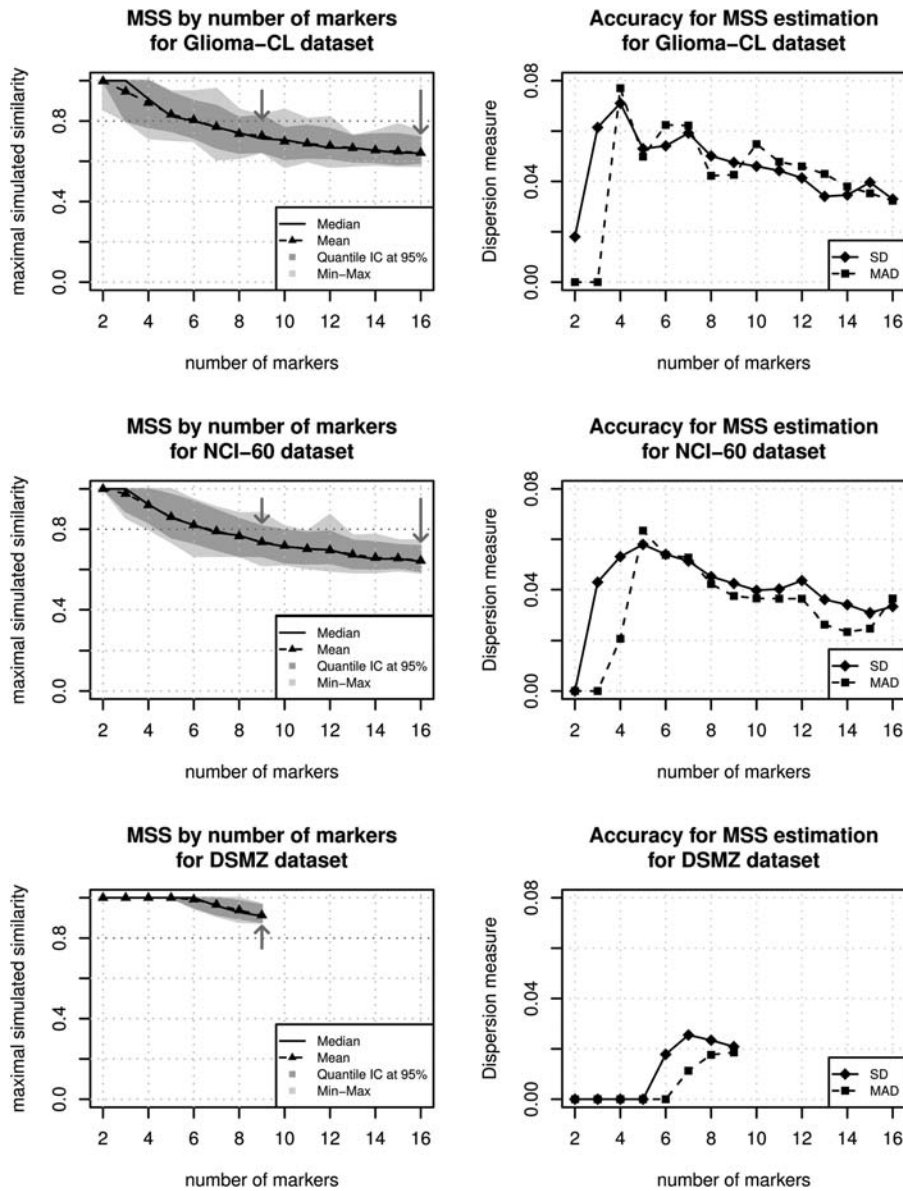 MSS by number of markers
for Glioma−CL dataset
maximal simulated similarity
0.0 0.4 0.8
Median
Mean
Quantile IC at 95%
Min−Max
2 4 6 8 10 12 14 16
number of markers
Accuracy for MSS estimation
for Glioma−CL dataset
Dispersion measure
0.00 0.04 0.08
SD
MAD
2 4 6 8 10 12 14 16
number of markers
MSS by number of markers
for NCI−60 dataset
maximal simulated similarity
0.0 0.4 0.8
Median
Mean
Quantile IC at 95%
Min−Max
2 4 6 8 10 12 14 16
number of markers
Accuracy for MSS estimation
for NCI−60 dataset
Dispersion measure
0.00 0.04 0.08
SD
MAD
2 4 6 8 10 12 14 16
number of markers
MSS by number of markers
for DSMZ dataset
maximal simulated similarity
0.0 0.4 0.8
Median
Mean
Quantile IC at 95%
Min−Max
2 4 6 8 10 12 14 16
number of markers
Accuracy for MSS estimation
for DSMZ dataset
Dispersion measure
0.00 0.04 0.08
SD
MAD
2 4 6 8 10 12 14 16
number of markers